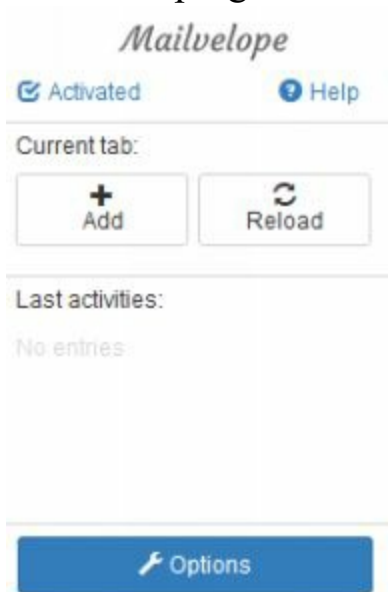 Mailvelope
Activated Help
Current tab:
Add Reload
Last activities:
No entries
Options